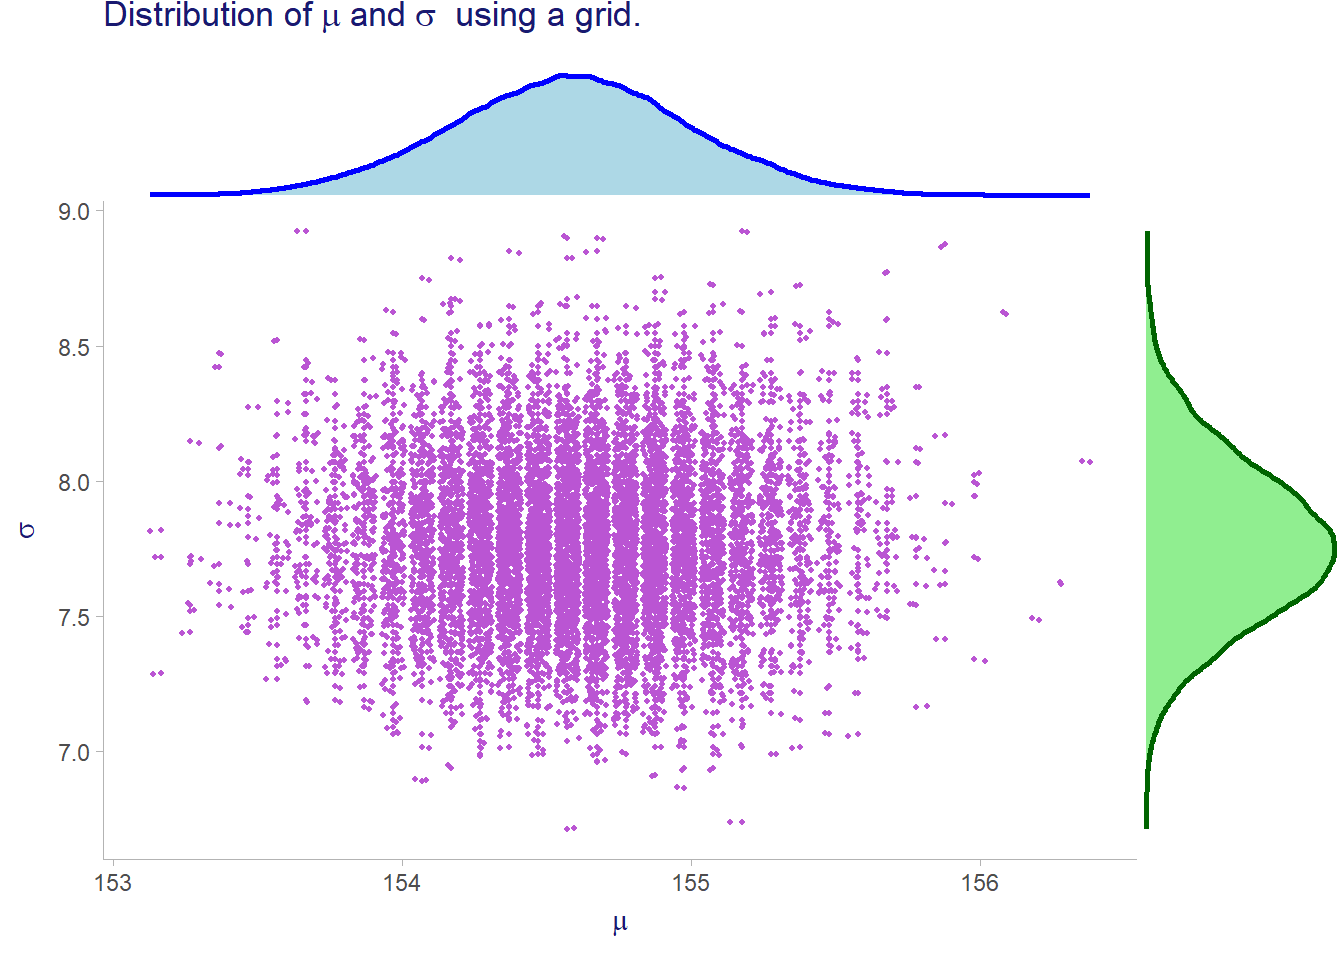 Distribution of μ and σ  using a grid.
9.0
8.5
8.0
7.5
7.0
σ
153 154 155 156
μ